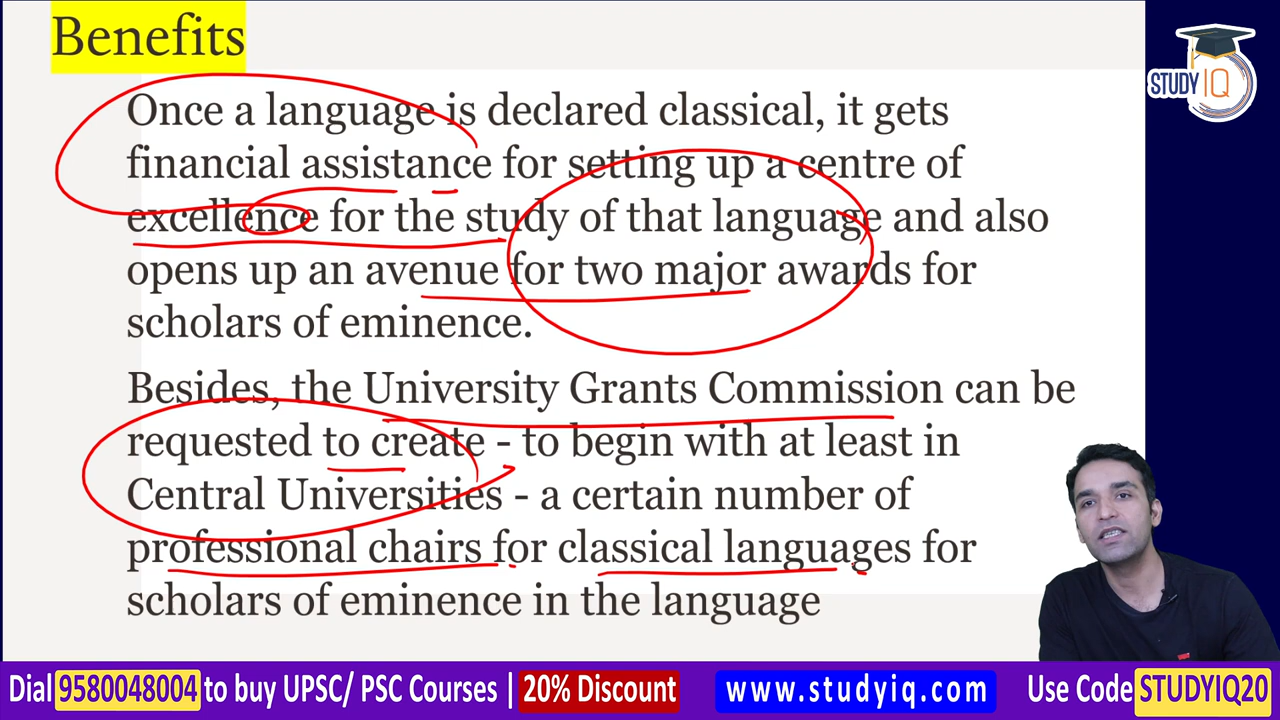 Benefits
STUDY IQ
Once a language is declared classical, it gets
financial assistance for setting up a centre of
excellence for the study of that language and also
opens up an avenue for two major awards for
scholars of eminence.
Besides, the University Grants Commission can be
requested to create - to begin with at least in
Central Universities - a certain number of
professional chairs for classical languages for
scholars of eminence in the language
Dial 9580048004 to buy UPSC/ PSC Courses | 20% Discount www.studyiq.com Use Code STUDYIQ20